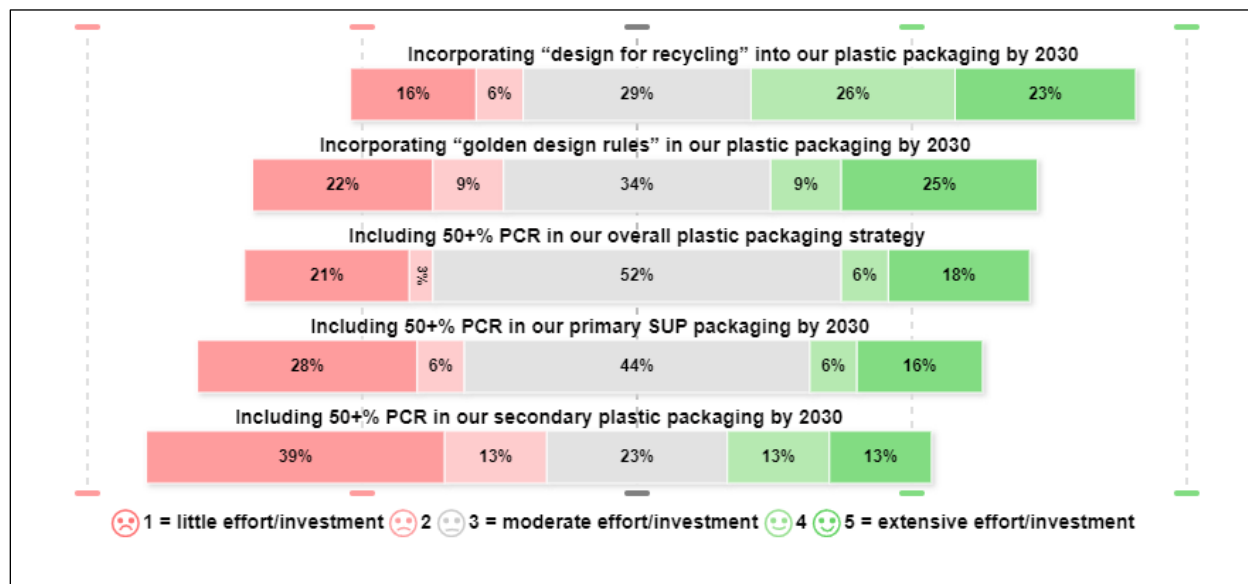 Incorporating “design for recycling” into our plastic packaging by 2030
16% 6% 29% 26% 23%
Incorporating “golden design rules” in our plastic packaging by 2030
22% 9% 34% 9% 25%
Including 50+% PCR in our overall plastic packaging strategy
21% 3% 52% 6% 18%
Including 50+% PCR in our primary SUP packaging by 2030
28% 6% 44% 6% 16%
Including 50+% PCR in our secondary plastic packaging by 2030
39% 13% 23% 13% 13%
1 = little effort/investment 2 3 = moderate effort/investment 4 5 = extensive effort/investment